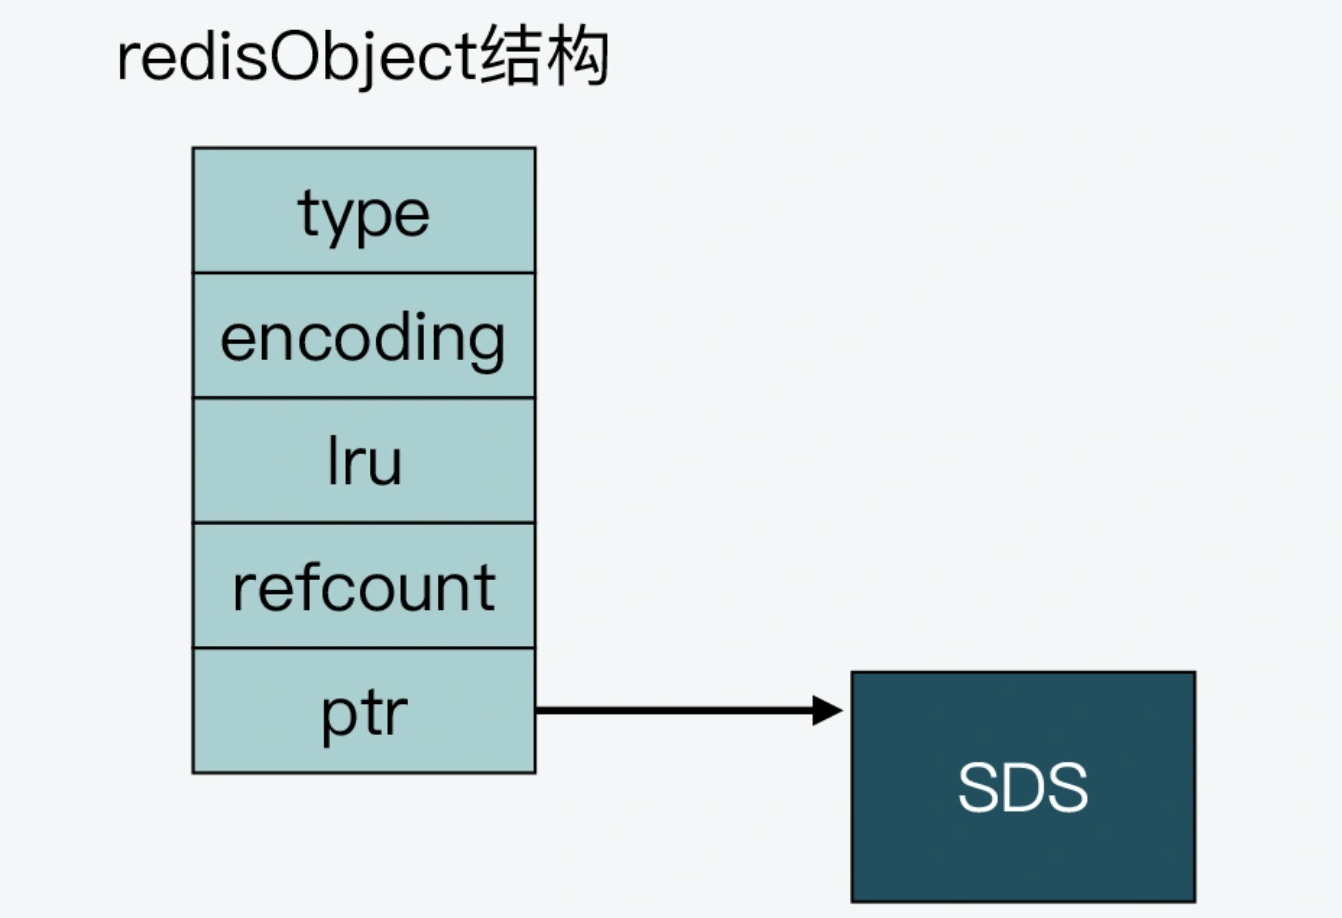 redisObject结构
type
encoding
lru
refcount
ptr
SDS